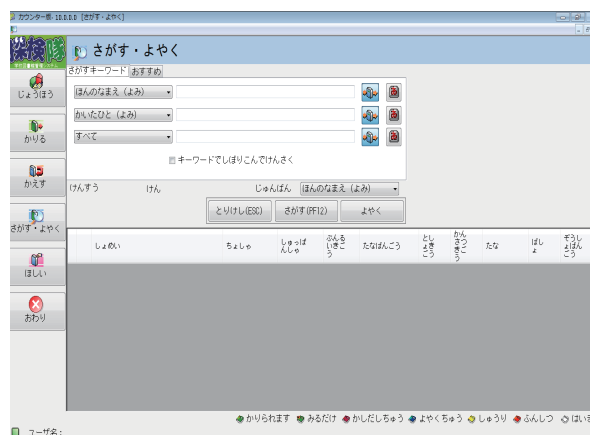 カウンター郷: 10.0.0.0 [さがす・よやく]
探検隊
さがす・よやく
さがすキーワード おすすめ
じょうほう
かりる
かえす
さがす・よやく
ほしい
おわり
ほんのなまえ (よみ)
かいたひと (よみ)
すべて
キーワードでしぼりこんでけんさく
けんすう けん じゅんばん ほんのなまえ (よみ)
とりけし(ESC) さがす(PF12) よやく
しょめい ちょしゃ しゅっぱんしゃ ぶんるいきごう たなばんごう としょきごう かんさつきごう たな ばしょ ぞうしょばんごう
かりられます みるだけ かしだしちゅう よやくちゅう しゅうり ふんしつ はいき
ユーザ名: